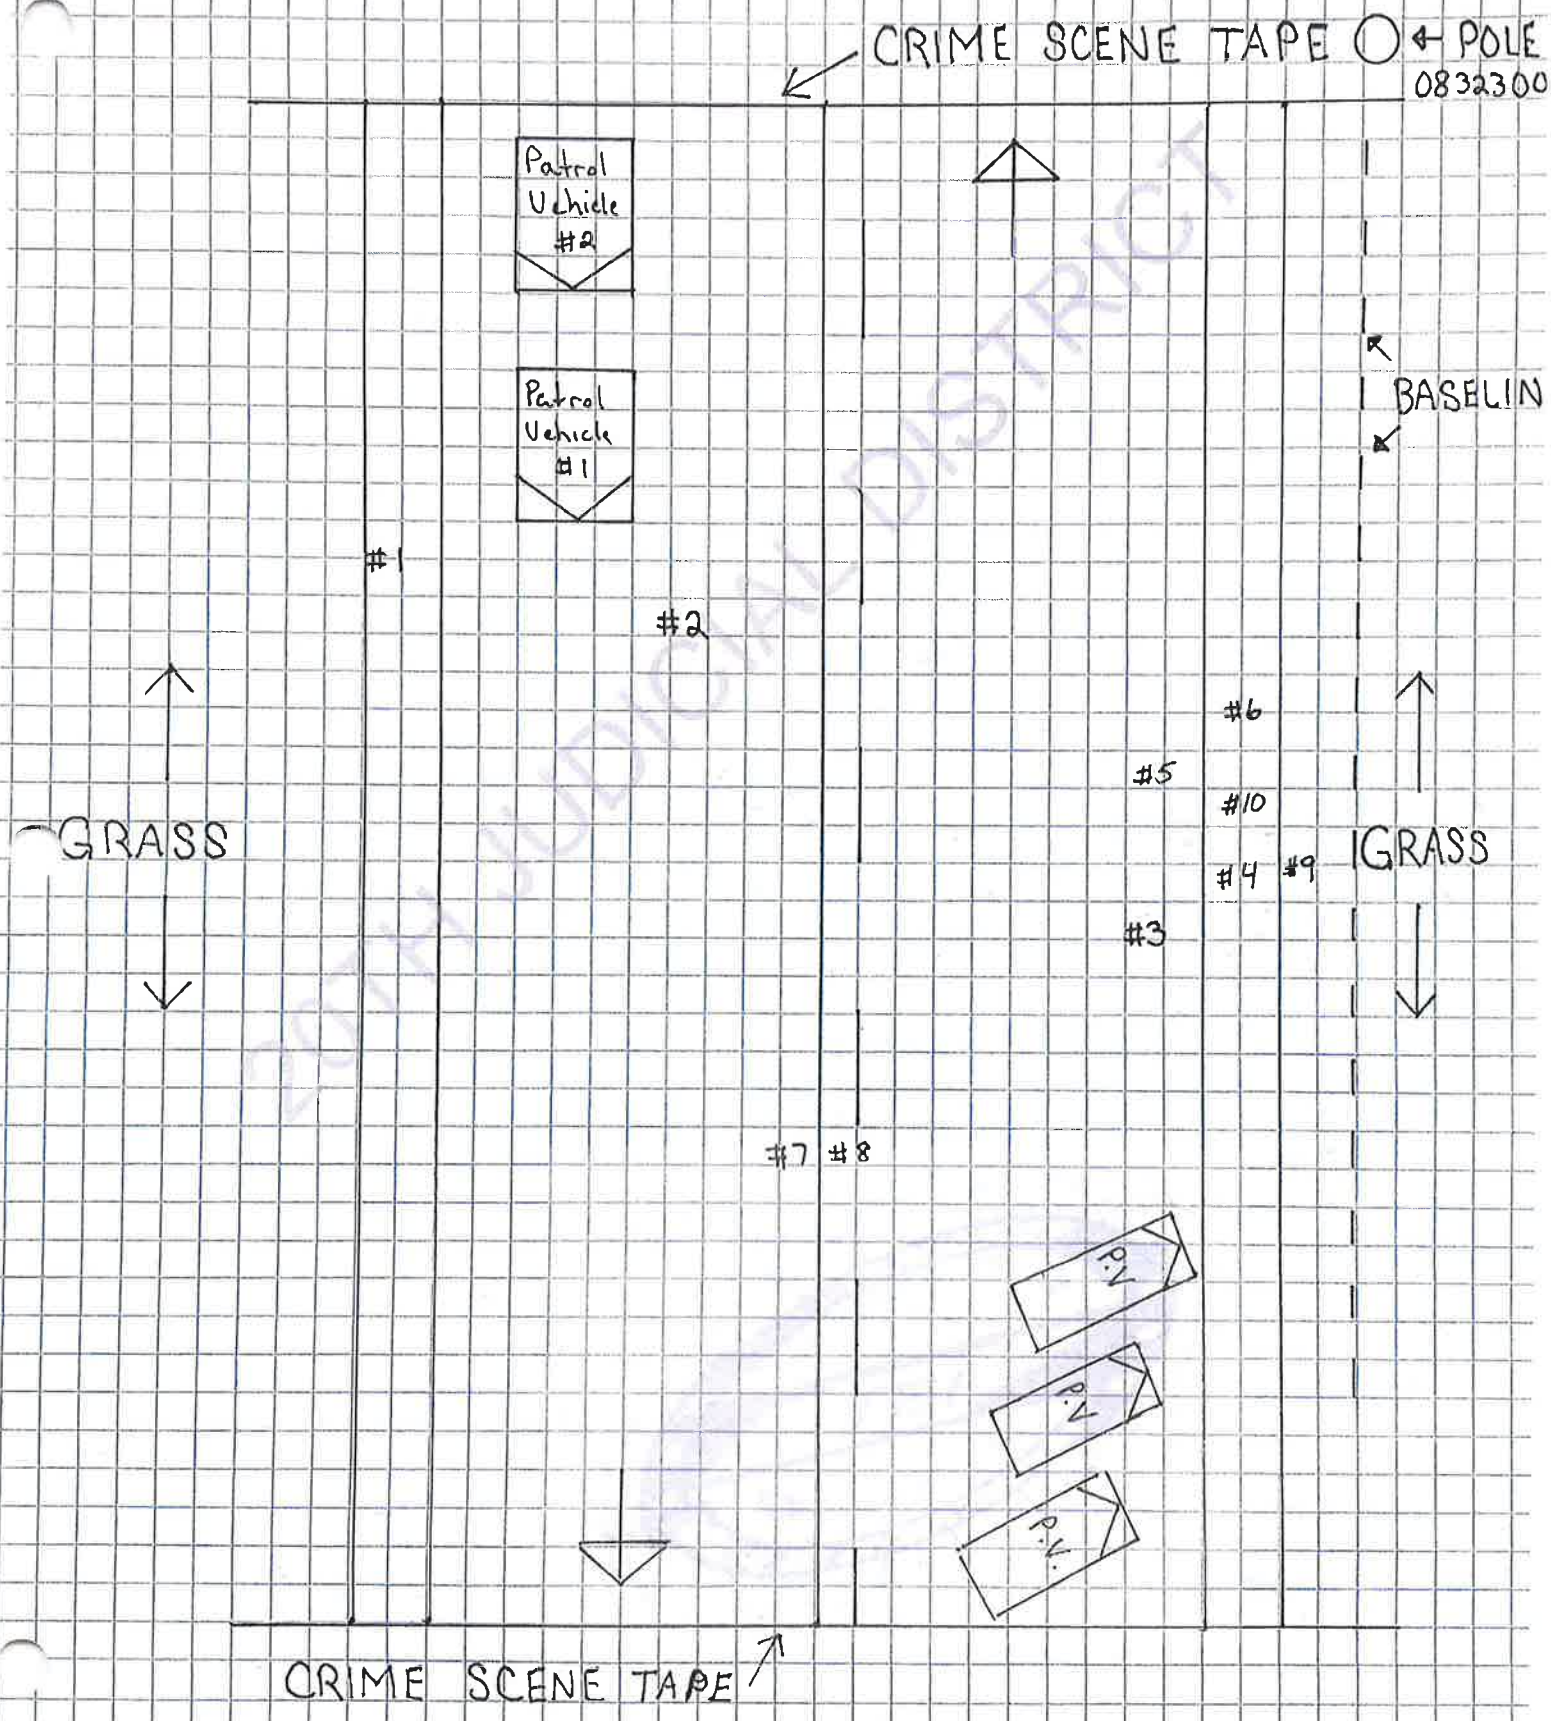 CRIME SCENE TAPE ← POLE
0832300
Patrol
Vehicle
#2
Patrol
Vehicle
#1
BASELIN
#1
#2
#6
#5
#10
GRASS
GRASS
#4 #9
#3
#7 #8
P.V
P.V
P.V.
CRIME SCENE TAPE
20TH JUDICIAL DISTRICT